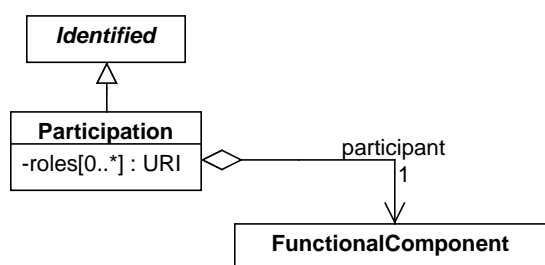 Identified
Participation
-roles[0..*] : URI
participant
1
FunctionalComponent